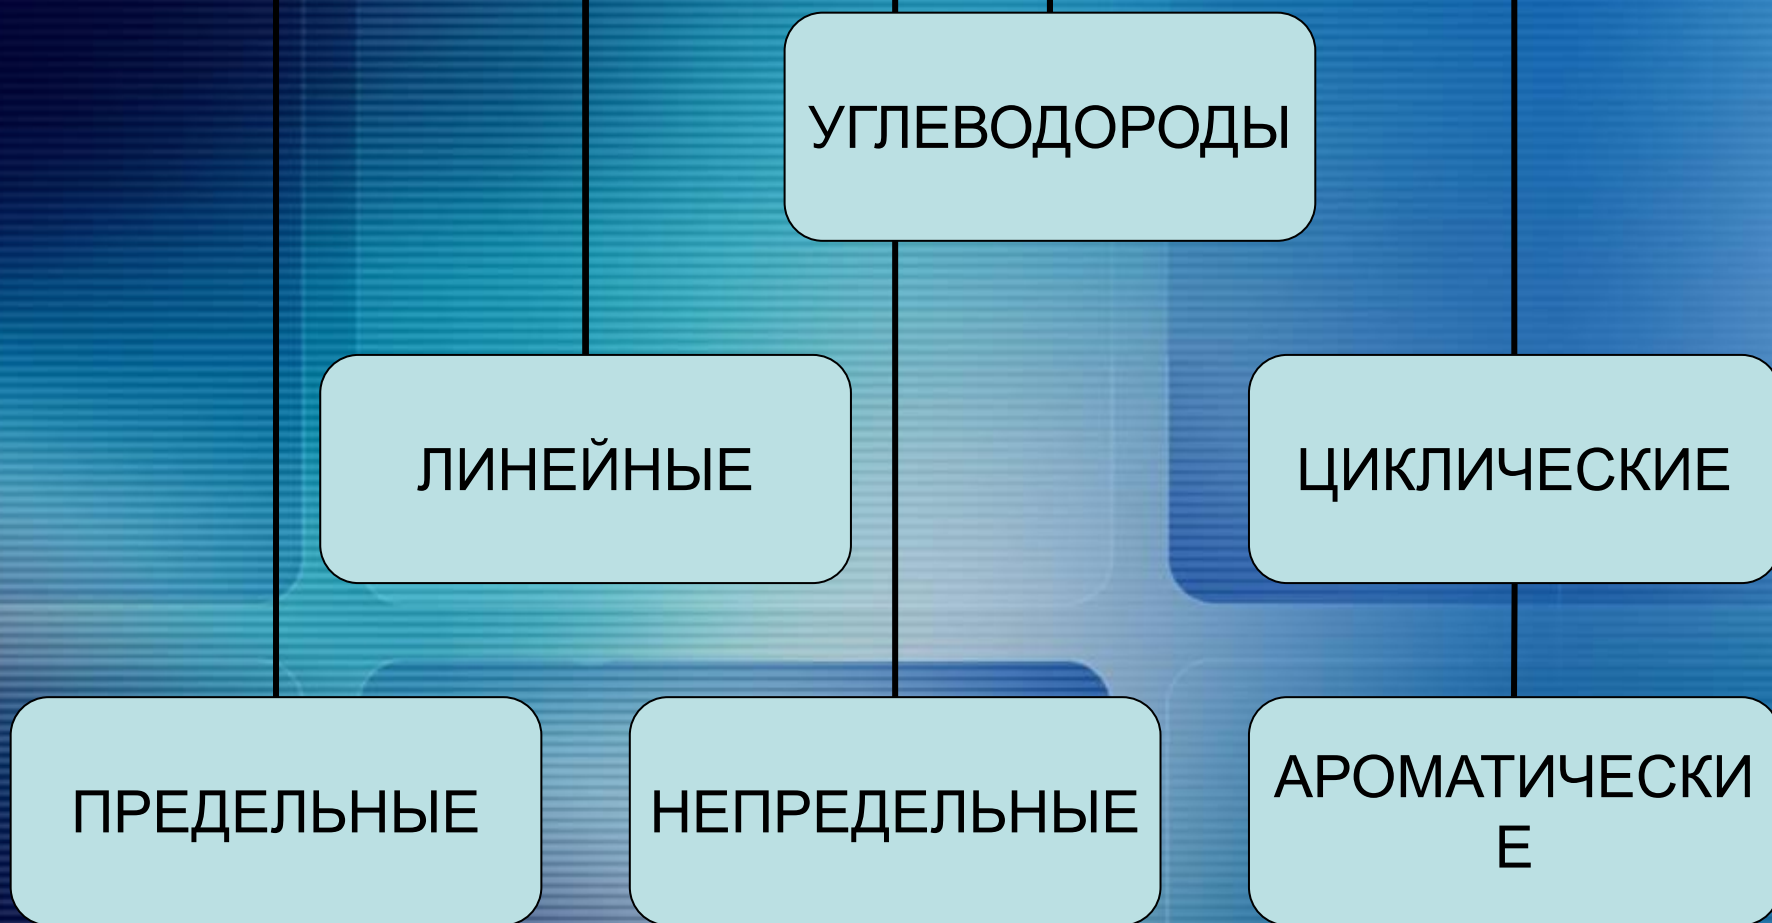 УГЛЕВОДОРОДЫ
ЛИНЕЙНЫЕ
ЦИКЛИЧЕСКИЕ
ПРЕДЕЛЬНЫЕ
НЕПРЕДЕЛЬНЫЕ
АРОМАТИЧЕСКИ
Е